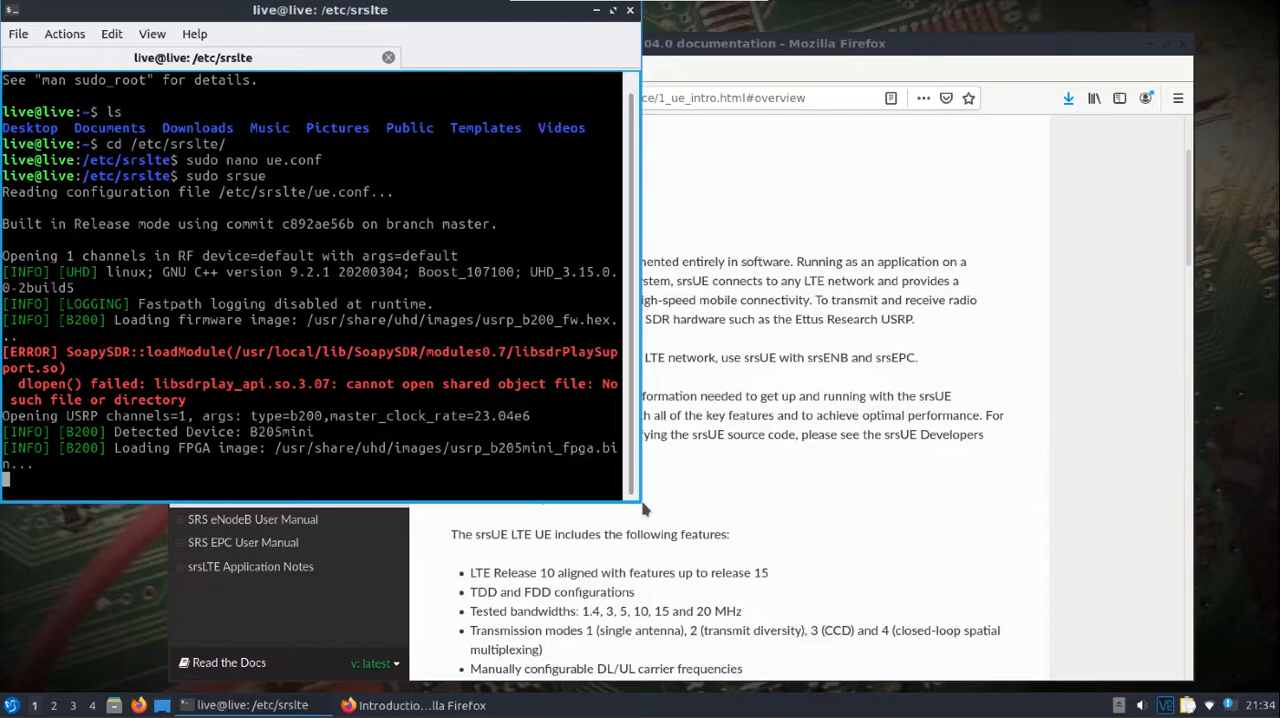 live@live: /etc/srslte
File Actions Edit View Help
live@live: /etc/srslte
See "man sudo_root" for details.
live@live:~$ ls
Desktop Documents Downloads Music Pictures Public Templates Videos
live@live:~$ cd /etc/srslte/
live@live:/etc/srslte$ sudo nano ue.conf
live@live:/etc/srslte$ sudo srsue
Reading configuration file /etc/srslte/ue.conf...
Built in Release mode using commit c892ae56b on branch master.
Opening 1 channels in RF device=default with args=default
[INFO] [UHD] linux; GNU C++ version 9.2.1 20200304; Boost_107100; UHD_3.15.0.
0-2build5
[INFO] [LOGGING] Fastpath logging disabled at runtime.
[INFO] [B200] Loading firmware image: /usr/share/uhd/images/usrp_b200_fw.hex.
..
[ERROR] SoapySDR::loadModule(/usr/local/lib/SoapySDR/modules0.7/libsdrPlaySup
port.so)
dlopen() failed: libsdrplay_api.so.3.07: cannot open shared object file: No
such file or directory
Opening USRP channels=1, args: type=b200,master_clock_rate=23.04e6
[INFO] [B200] Detected Device: B205mini
[INFO] [B200] Loading FPGA image: /usr/share/uhd/images/usrp_b205mini_fpga.bi
n...
04.0 documentation - Mozilla Firefox
ce/1_ue_intro.html#overview
mented entirely in software. Running as an application on a
stem, srsUE connects to any LTE network and provides a
igh-speed mobile connectivity. To transmit and receive radio
SDR hardware such as the Ettus Research USRP.
LTE network, use srsUE with srsENB and srsEPC.
formation needed to get up and running with the srsUE
with all of the key features and to achieve optimal performance. For
fying the srsUE source code, please see the srsUE Developers
SRS eNodeB User Manual
SRS EPC User Manual
srsLTE Application Notes
Read the Docs
v: latest
The srsUE LTE UE includes the following features:
• LTE Release 10 aligned with features up to release 15
• TDD and FDD configurations
• Tested bandwidths: 1.4, 3, 5, 10, 15 and 20 MHz
• Transmission modes 1 (single antenna), 2 (transmit diversity), 3 (CCD) and 4 (closed-loop spatial
multiplexing)
• Manually configurable DL/UL carrier frequencies
1 2 3 4 live@live: /etc/srslte Introduction...lla Firefox 21:34